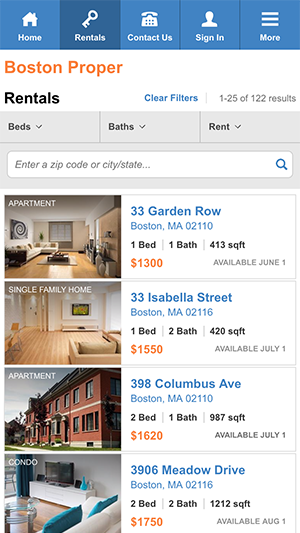 Home
Rentals
Contact Us
Sign In
More
Boston Proper
Rentals
Clear Filters
1-25 of 122 results
Beds
Baths
Rent
Enter a zip code or city/state...
APARTMENT
33 Garden Row
Boston, MA 02110
1 Bed 1 Bath 413 sqft
$1300
AVAILABLE JUNE 1
SINGLE FAMILY HOME
33 Isabella Street
Boston, MA 02116
1 Bed 2 Bath 420 sqft
$1550
AVAILABLE JULY 1
APARTMENT
398 Columbus Ave
Boston, MA 02110
2 Bed 1 Bath 987 sqft
$1620
AVAILABLE JULY 1
CONDO
3906 Meadow Drive
Boston, MA 02116
2 Bed 2 Bath 1212 sqft
$1750
AVAILABLE AUG 1